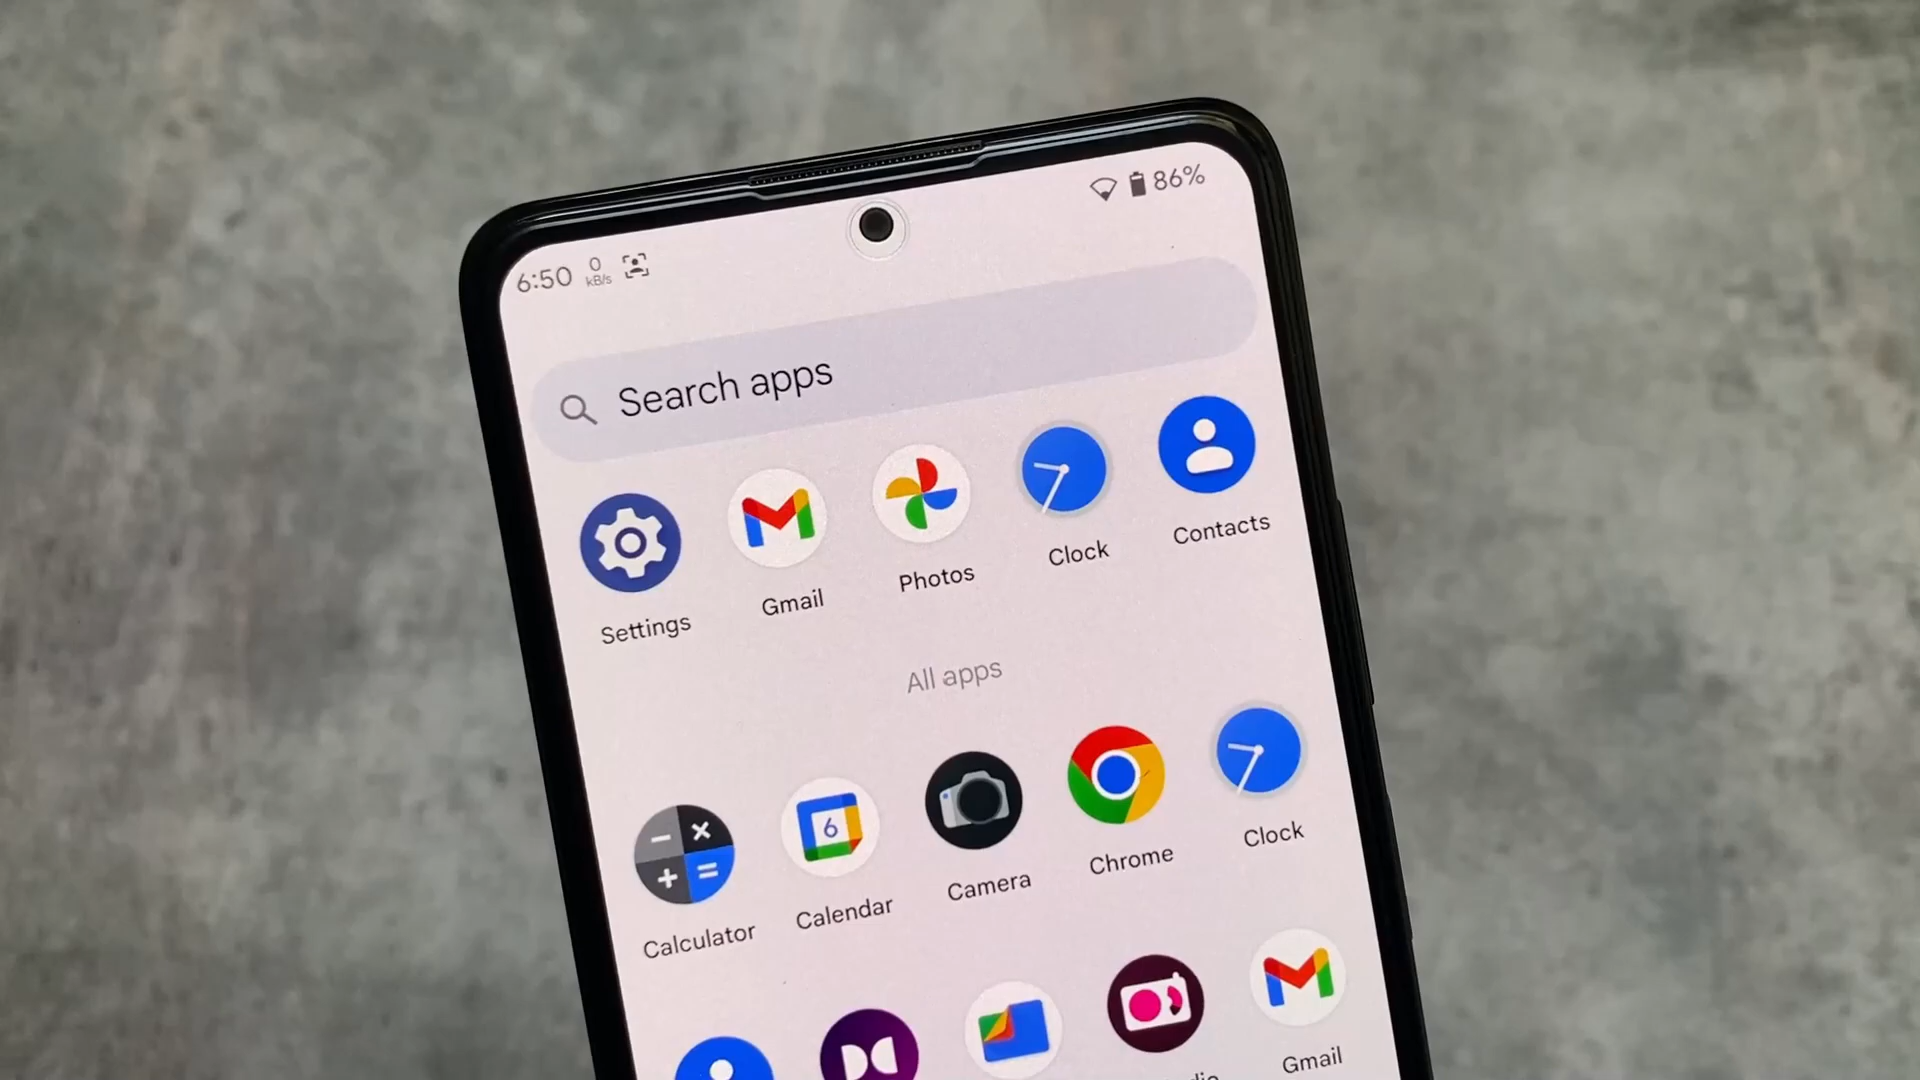 6:50 0 kB/s 86%
Search apps
Settings Gmail Photos Clock Contacts
All apps
Calculator 6 Calendar Camera Chrome Clock
Gmail